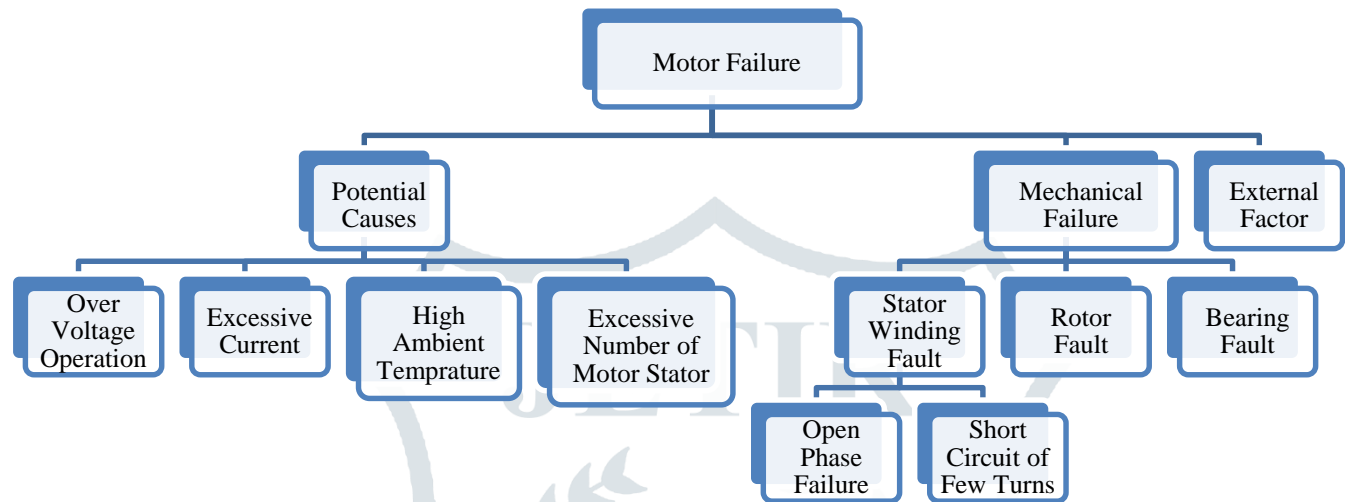 Motor Failure
Potential
Causes
Mechanical
Failure
External
Factor
Over
Voltage
Operation
Excessive
Current
High
Ambient
Temprature
Excessive
Number of
Motor Stator
Stator
Winding
Fault
Rotor
Fault
Bearing
Fault
Open
Phase
Failure
Short
Circuit of
Few Turns
JETIR